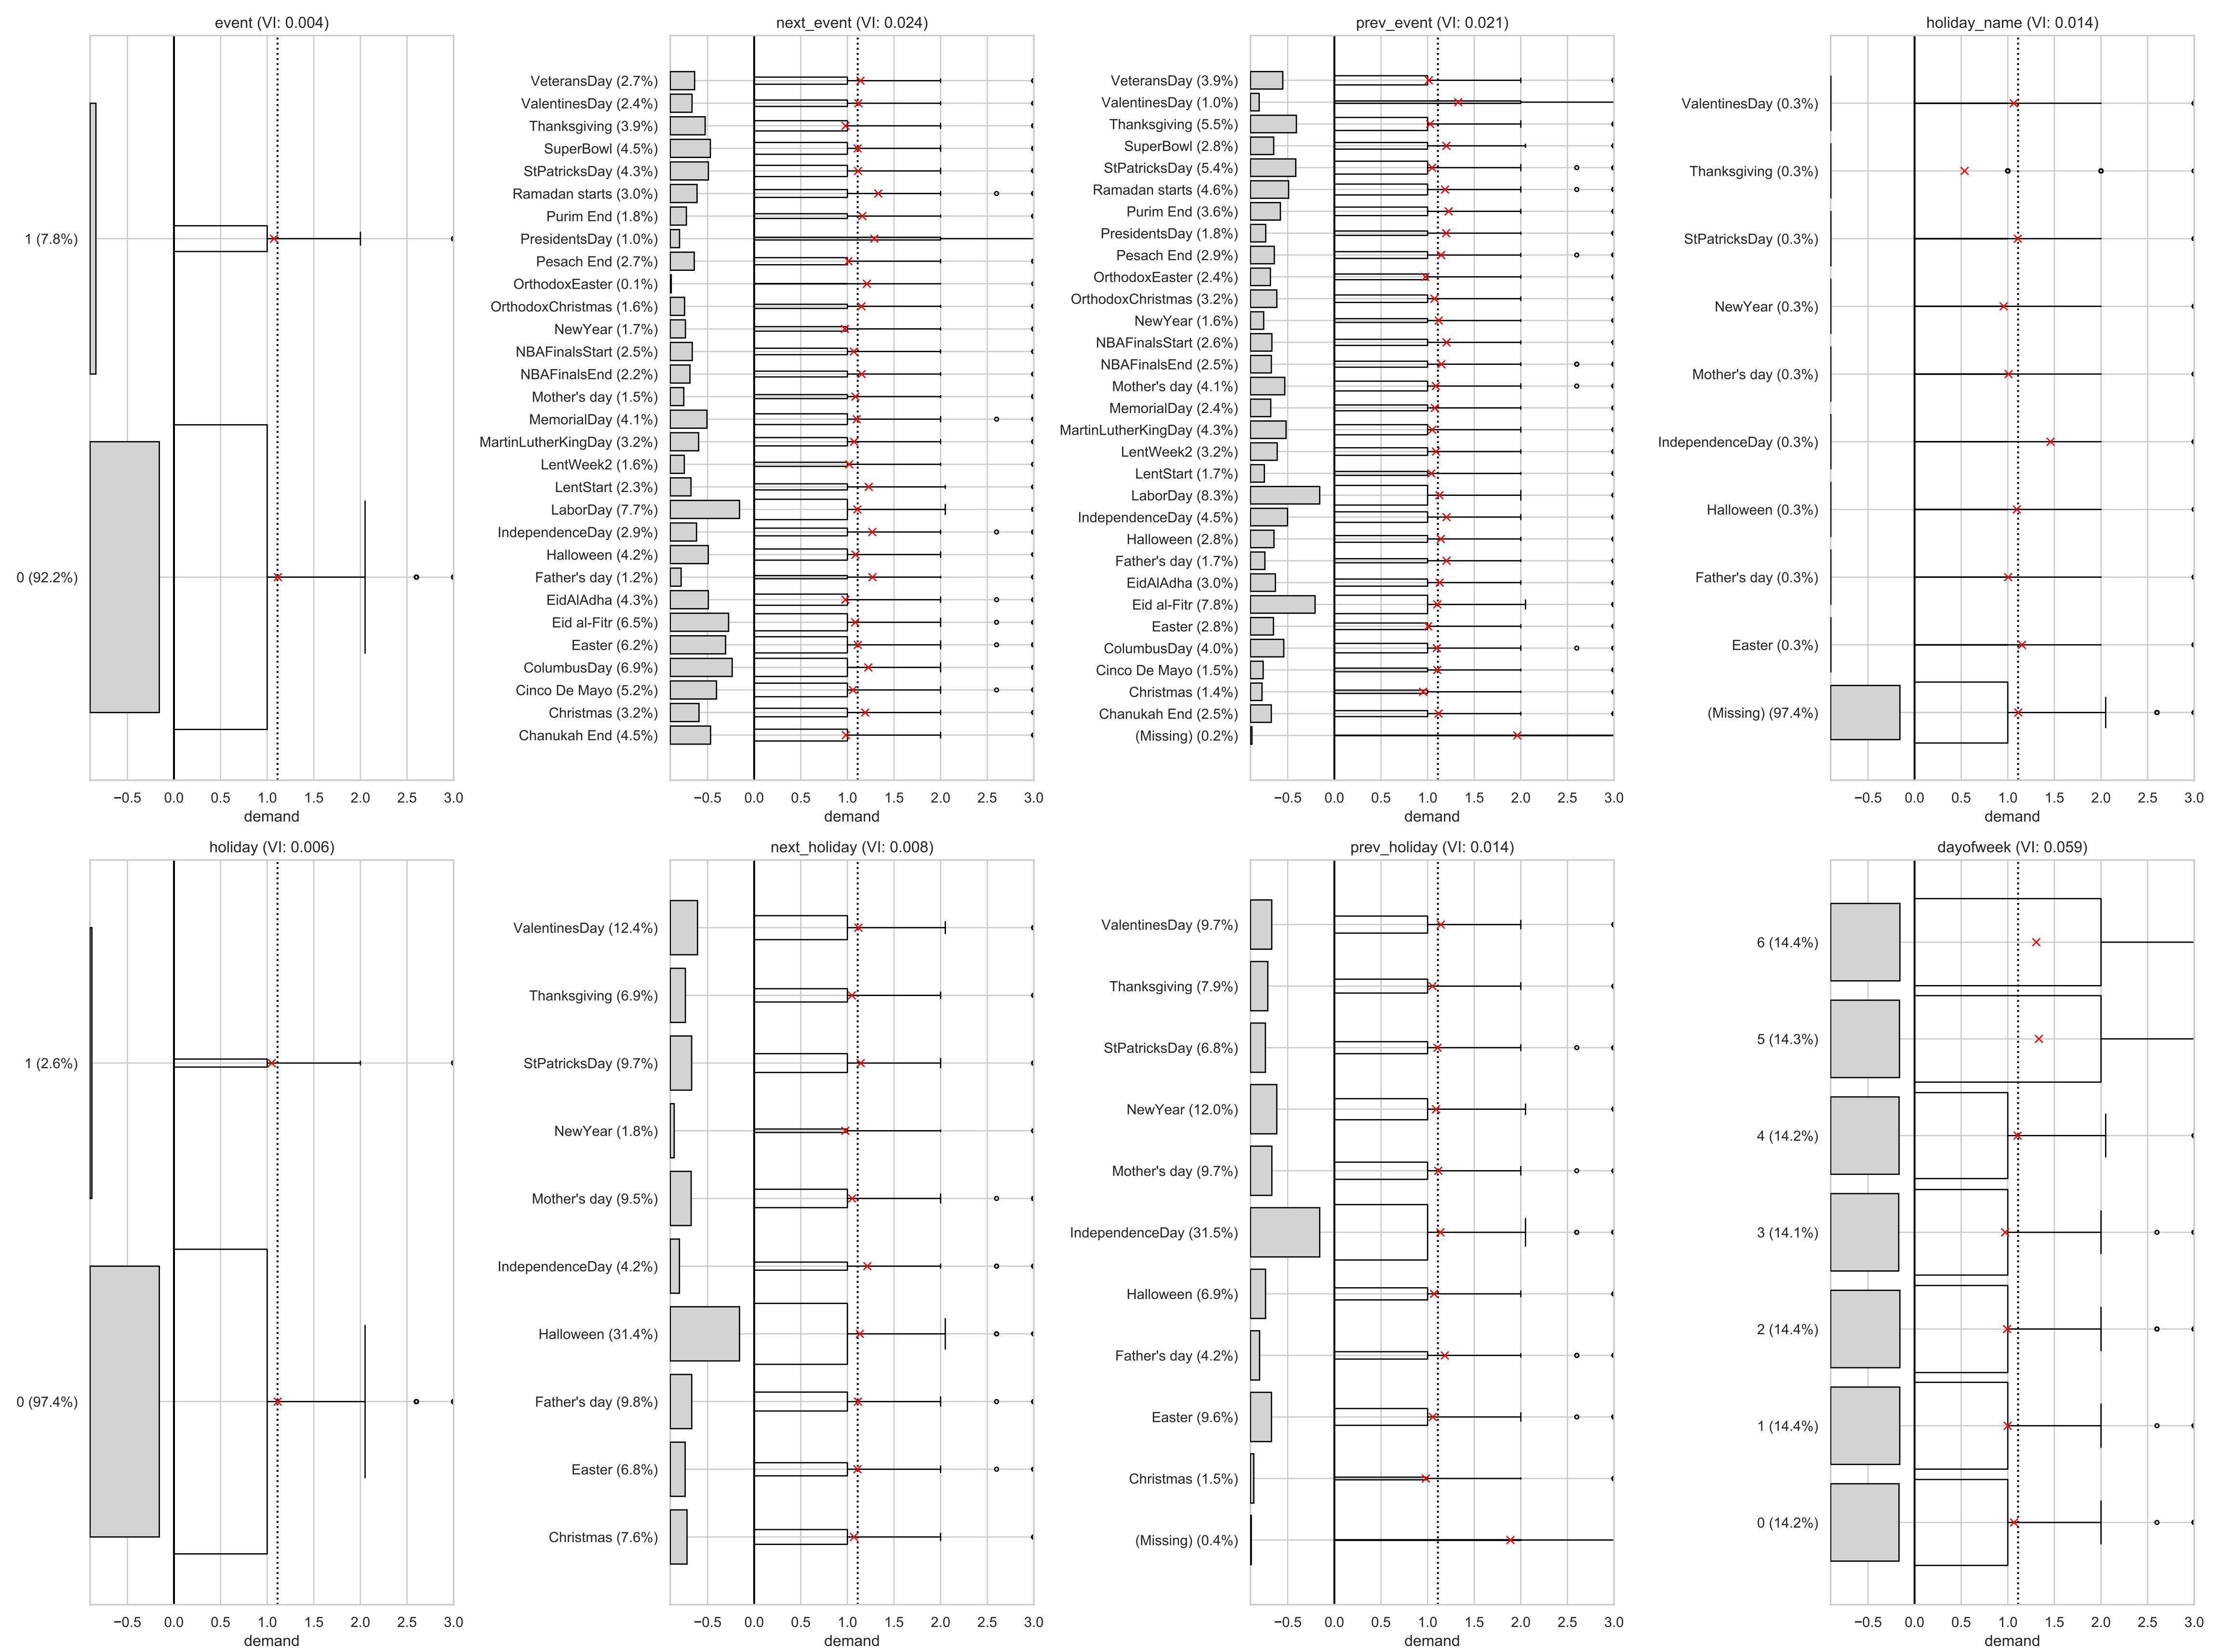 event (VI: 0.004)
1 (7.8%)
0 (92.2%)
−0.5 0.0 0.5 1.0 1.5 2.0 2.5 3.0
demand
next_event (VI: 0.024)
VeteransDay (2.7%)
ValentinesDay (2.4%)
Thanksgiving (3.9%)
SuperBowl (4.5%)
StPatricksDay (4.3%)
Ramadan starts (3.0%)
Purim End (1.8%)
PresidentsDay (1.0%)
Pesach End (2.7%)
OrthodoxEaster (0.1%)
OrthodoxChristmas (1.6%)
NewYear (1.7%)
NBAFinalsStart (2.5%)
NBAFinalsEnd (2.2%)
Mother's day (1.5%)
MemorialDay (4.1%)
MartinLutherKingDay (3.2%)
LentWeek2 (1.6%)
LentStart (2.3%)
LaborDay (7.7%)
IndependenceDay (2.9%)
Halloween (4.2%)
Father's day (1.2%)
EidAlAdha (4.3%)
Eid al-Fitr (6.5%)
Easter (6.2%)
ColumbusDay (6.9%)
Cinco De Mayo (5.2%)
Christmas (3.2%)
Chanukah End (4.5%)
−0.5 0.0 0.5 1.0 1.5 2.0 2.5 3.0
demand
prev_event (VI: 0.021)
VeteransDay (3.9%)
ValentinesDay (1.0%)
Thanksgiving (5.5%)
SuperBowl (2.8%)
StPatricksDay (5.4%)
Ramadan starts (4.6%)
Purim End (3.6%)
PresidentsDay (1.8%)
Pesach End (2.9%)
OrthodoxEaster (2.4%)
OrthodoxChristmas (3.2%)
NewYear (1.6%)
NBAFinalsStart (2.6%)
NBAFinalsEnd (2.5%)
Mother's day (4.1%)
MemorialDay (2.4%)
MartinLutherKingDay (4.3%)
LentWeek2 (3.2%)
LentStart (1.7%)
LaborDay (8.3%)
IndependenceDay (4.5%)
Halloween (2.8%)
Father's day (1.7%)
EidAlAdha (3.0%)
Eid al-Fitr (7.8%)
Easter (2.8%)
ColumbusDay (4.0%)
Cinco De Mayo (1.5%)
Christmas (1.4%)
Chanukah End (2.5%)
(Missing) (0.2%)
−0.5 0.0 0.5 1.0 1.5 2.0 2.5 3.0
demand
holiday_name (VI: 0.014)
ValentinesDay (0.3%)
Thanksgiving (0.3%)
StPatricksDay (0.3%)
NewYear (0.3%)
Mother's day (0.3%)
IndependenceDay (0.3%)
Halloween (0.3%)
Father's day (0.3%)
Easter (0.3%)
(Missing) (97.4%)
−0.5 0.0 0.5 1.0 1.5 2.0 2.5 3.0
demand
holiday (VI: 0.006)
1 (2.6%)
0 (97.4%)
−0.5 0.0 0.5 1.0 1.5 2.0 2.5 3.0
demand
next_holiday (VI: 0.008)
ValentinesDay (12.4%)
Thanksgiving (6.9%)
StPatricksDay (9.7%)
NewYear (1.8%)
Mother's day (9.5%)
IndependenceDay (4.2%)
Halloween (31.4%)
Father's day (9.8%)
Easter (6.8%)
Christmas (7.6%)
−0.5 0.0 0.5 1.0 1.5 2.0 2.5 3.0
demand
prev_holiday (VI: 0.014)
ValentinesDay (9.7%)
Thanksgiving (7.9%)
StPatricksDay (6.8%)
NewYear (12.0%)
Mother's day (9.7%)
IndependenceDay (31.5%)
Halloween (6.9%)
Father's day (4.2%)
Easter (9.6%)
Christmas (1.5%)
(Missing) (0.4%)
−0.5 0.0 0.5 1.0 1.5 2.0 2.5 3.0
demand
dayofweek (VI: 0.059)
6 (14.4%)
5 (14.3%)
4 (14.2%)
3 (14.1%)
2 (14.4%)
1 (14.4%)
0 (14.2%)
−0.5 0.0 0.5 1.0 1.5 2.0 2.5 3.0
demand